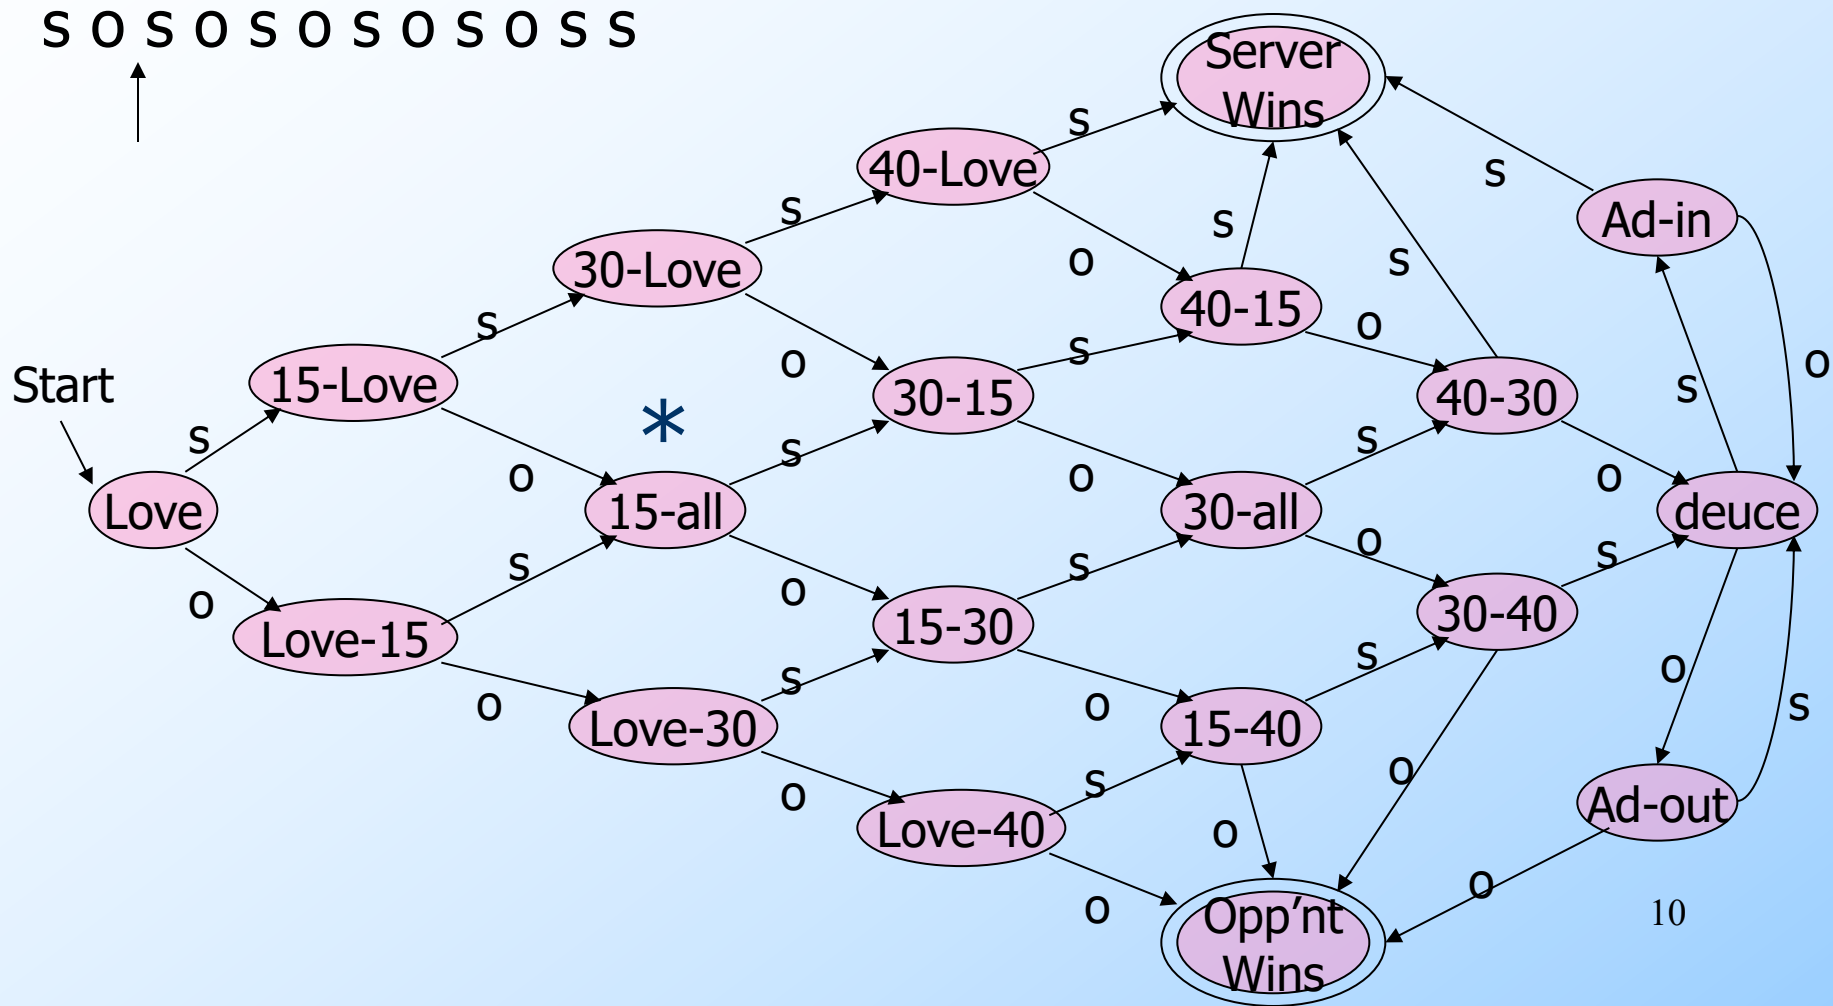 s o s o s o s o s o s s
Server
Wins
s
40-Love
s
Ad-in
s
s
30-Love
o
s
40-15
s
o
s
o
s
Start
15-Love
o
30-15
40-30
s
o
*
s
s
s
o
o
o
Love
15-all
30-all
deuce
s
s
o
s
o
o
15-30
30-40
Love-15
s
s
o
s
o
o
Love-30
15-40
o
s
o
Ad-out
Love-40
o
o
o
Opp’nt
Wins
10